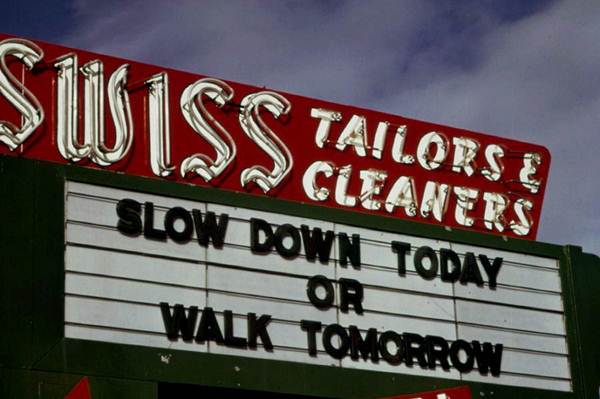 SWISS TAILORS &
CLEANERS
SLOW DOWN TODAY
OR
WALK TOMORROW